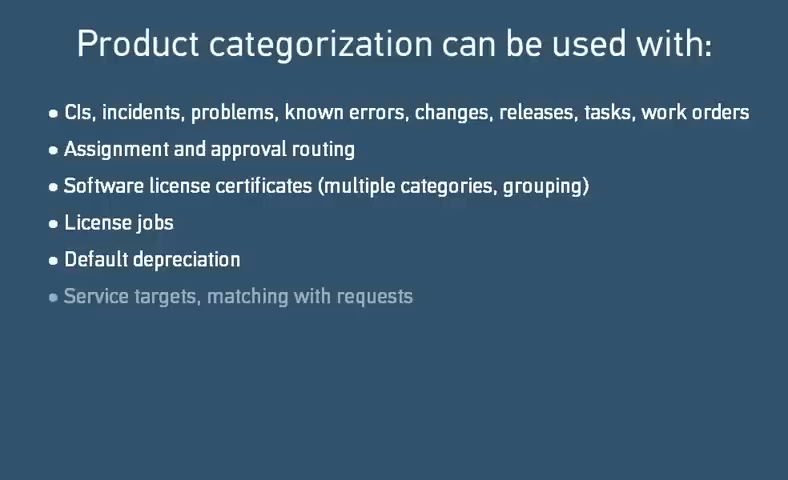 Product categorization can be used with:
• CIs, incidents, problems, known errors, changes, releases, tasks, work orders
• Assignment and approval routing
• Software license certificates (multiple categories, grouping)
• License jobs
• Default depreciation
• Service targets, matching with requests